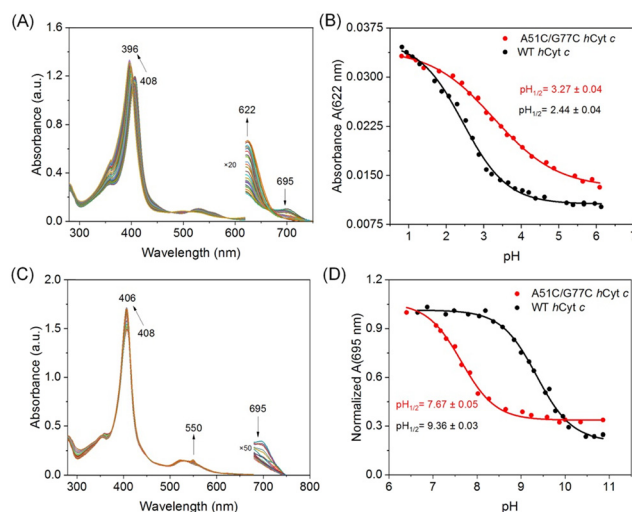 (A)
Absorbance (a.u.)
1.8
1.2
0.6
0.0
396
408
622
×20
695
300 400 500 600 700
Wavelength (nm)
(B)
Absorbance A(622 nm)
0.0375
0.0300
0.0225
0.0150
0.0075
A51C/G77C hCyt c
WT hCyt c
pH1/2= 3.27 ± 0.04
pH1/2= 2.44 ± 0.04
1 2 3 4 5 6 7
pH
(C)
Absorbance (a.u.)
2.0
1.5
1.0
0.5
0.0
406
408
550
695
×50
300 400 500 600 700 800
Wavelength (nm)
(D)
Normalized A(695 nm)
1.2
0.9
0.6
0.3
0.0
A51C/G77C hCyt c
WT hCyt c
pH1/2= 7.67 ± 0.05
pH1/2= 9.36 ± 0.03
6 7 8 9 10 11
pH